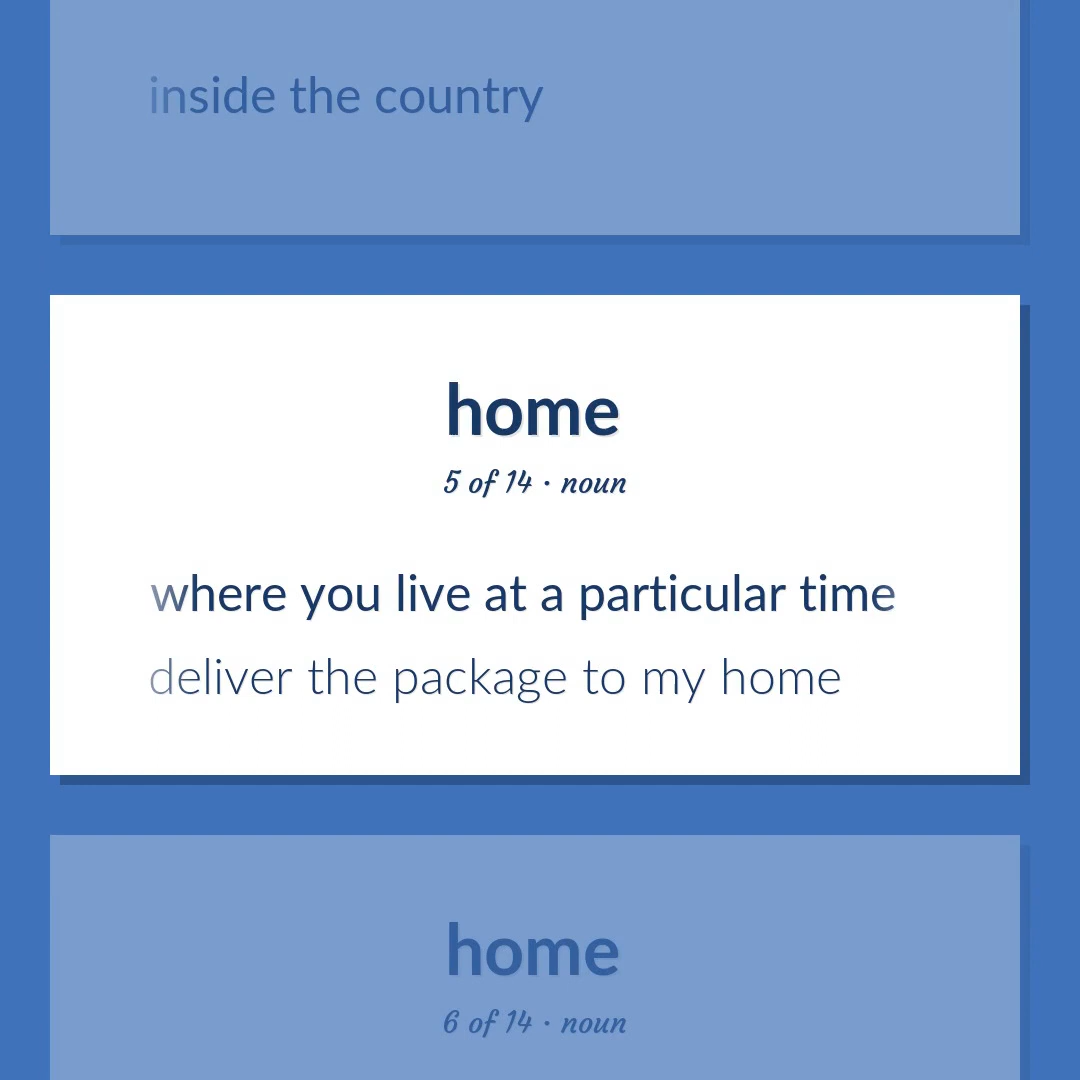 inside the country
home
5 of 14 · noun
where you live at a particular time
deliver the package to my home
home
6 of 14 · noun